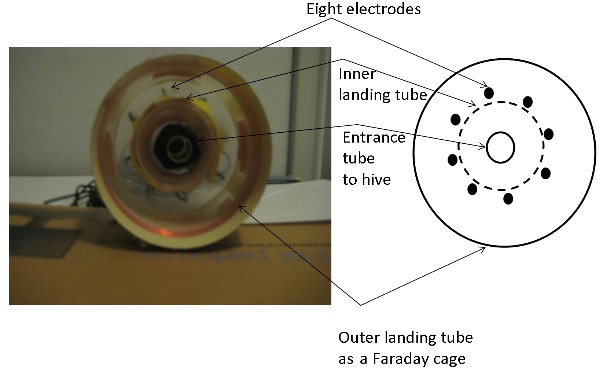 Eight electrodes
Inner
landing tube
Entrance
tube
to hive
Outer landing tube
as a Faraday cage